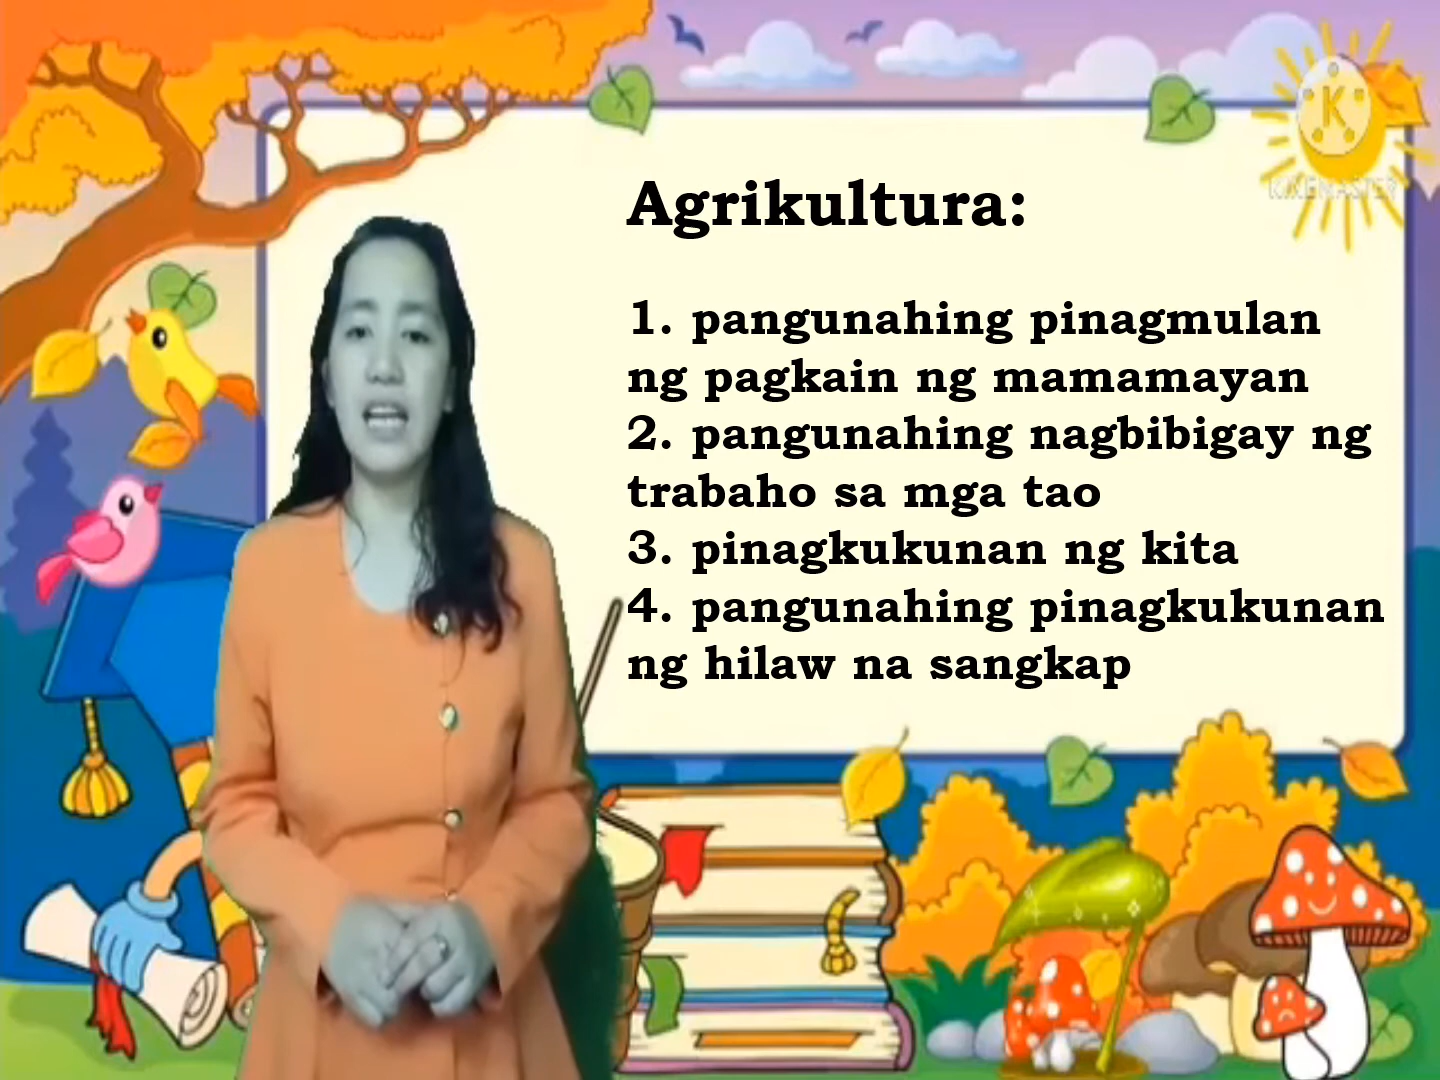 K
KINEMASTER
Agrikultura:
1. pangunahing pinagmulan
ng pagkain ng mamamayan
2. pangunahing nagbibigay ng
trabaho sa mga tao
3. pinagkukunan ng kita
4. pangunahing pinagkukunan
ng hilaw na sangkap